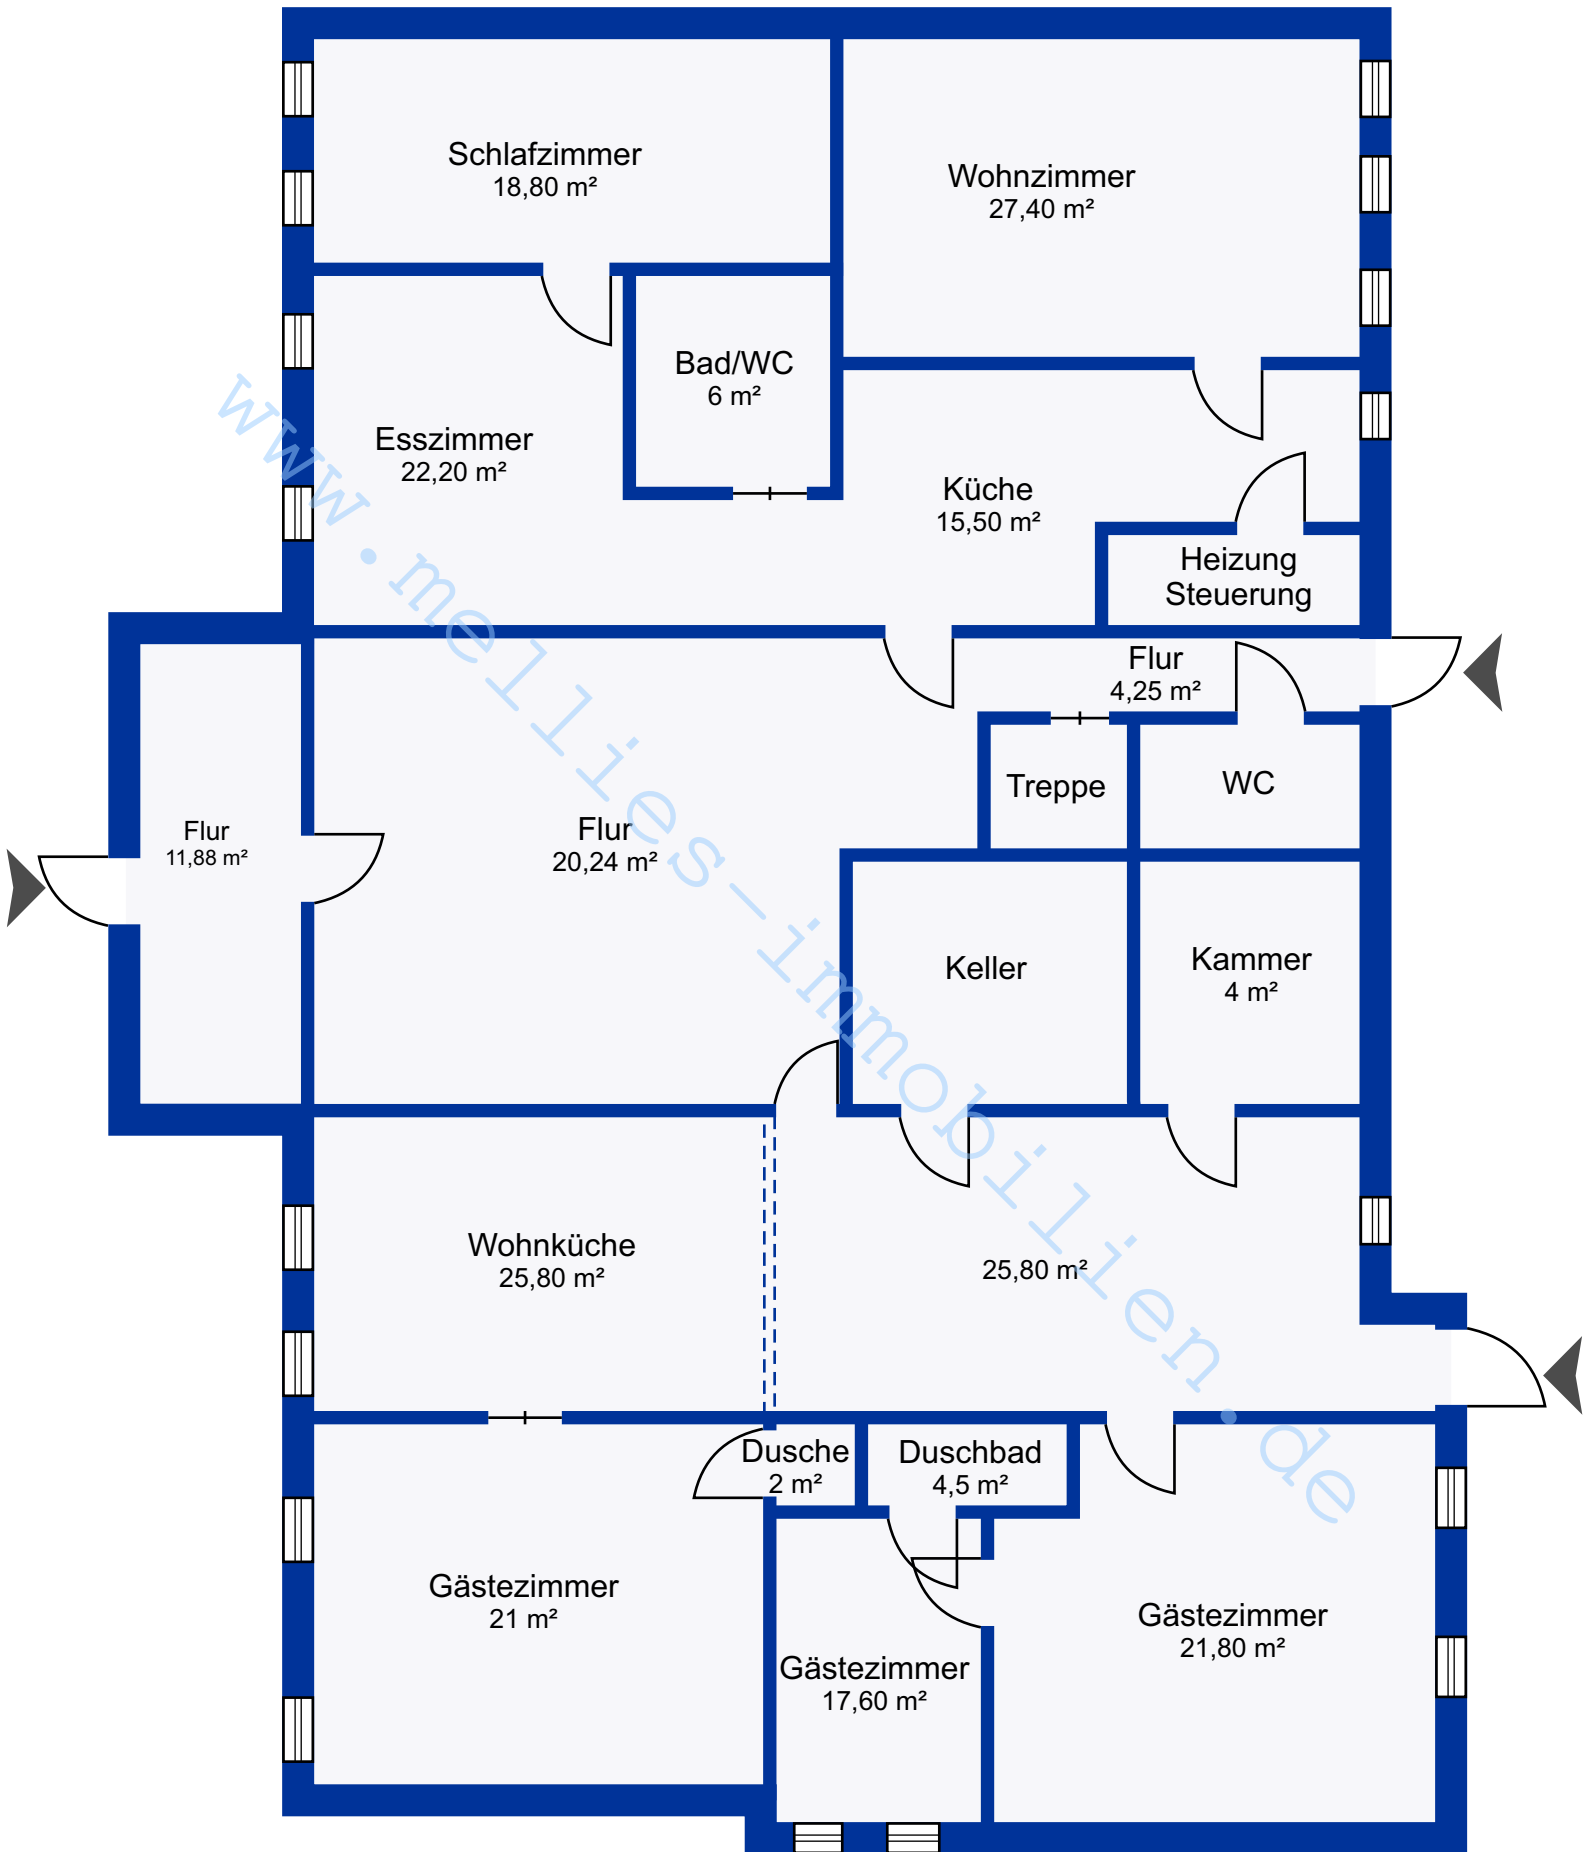 Schlafzimmer
18,80 m²
Wohnzimmer
27,40 m²
Bad/WC
6 m²
Esszimmer
22,20 m²
Küche
15,50 m²
Heizung
Steuerung
Flur
4,25 m²
Treppe
WC
Flur
11,88 m²
Flur
20,24 m²
Keller
Kammer
4 m²
Wohnküche
25,80 m²
25,80 m²
Dusche
2 m²
Duschbad
4,5 m²
Gästezimmer
21 m²
Gästezimmer
17,60 m²
Gästezimmer
21,80 m²
www.mellies-immobilien.de